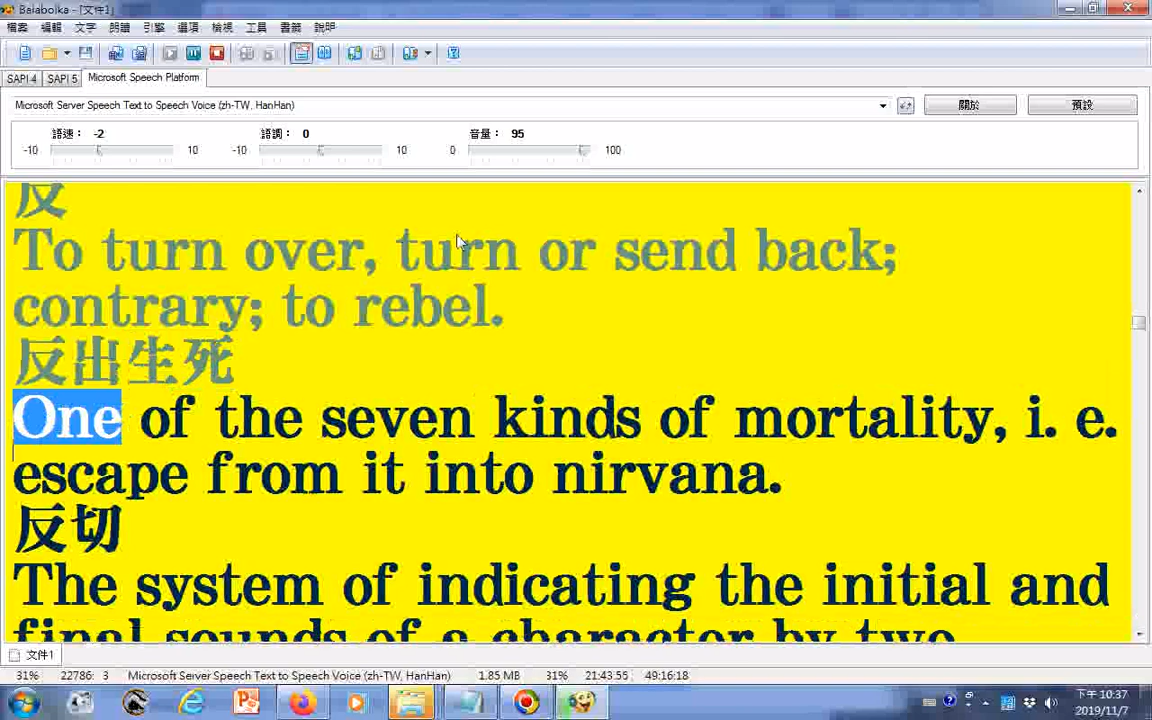 Balabolka - [文件1]
檔案 編輯 文字 朗讀 引擎 選項 檢視 工具 書籤 說明
SAPI 4 SAPI 5 Microsoft Speech Platform
Microsoft Server Speech Text to Speech Voice (zh-TW, HanHan) 關於 預設
語速： -2 語調： 0 音量： 95
-10 10 -10 10 0 100
反
To turn over, turn or send back;
contrary; to rebel.
反出生死
One of the seven kinds of mortality, i. e.
escape from it into nirvana.
反切
The system of indicating the initial and
final sounds of a character by two
文件1
31% 22786: 3 Microsoft Server Speech Text to Speech Voice (zh-TW, HanHan) 1.85 MB 31% 21:43:55 49:16:18
下午 10:37
2019/11/7